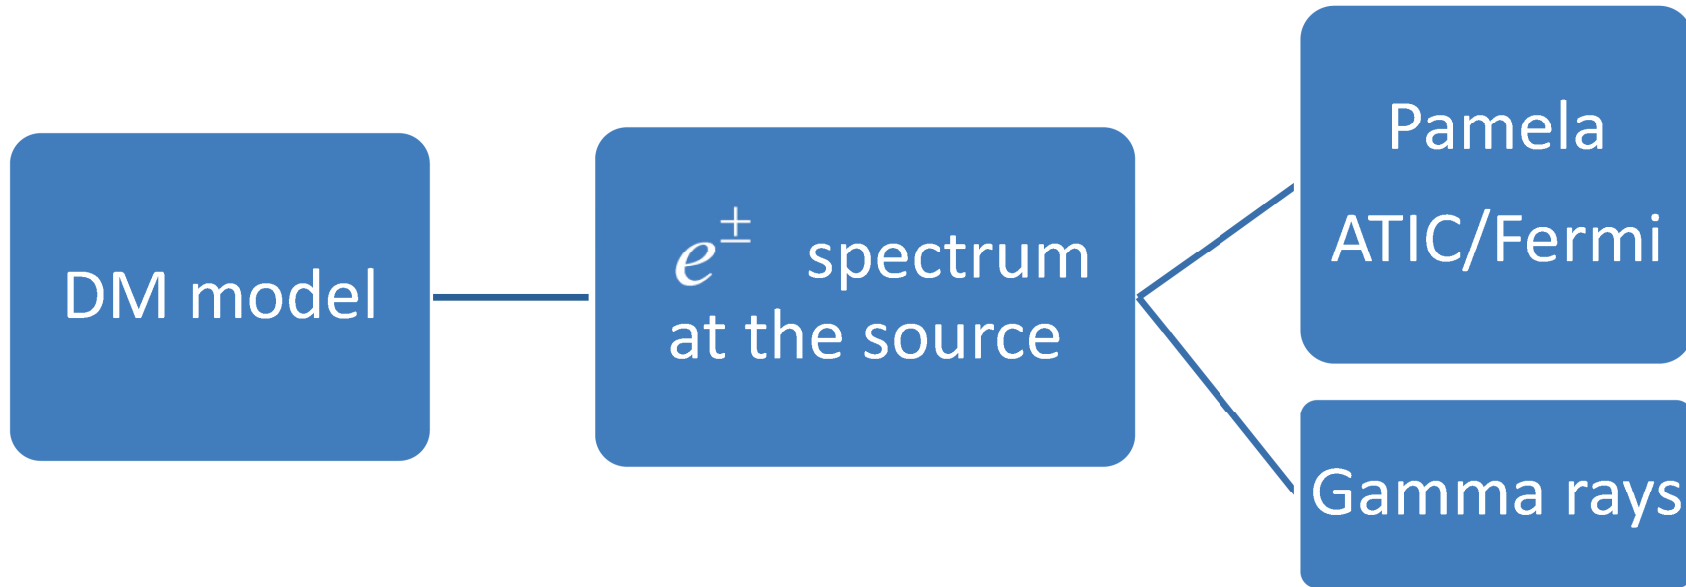 DM model
e± spectrum
at the source
Pamela
ATIC/Fermi
Gamma rays